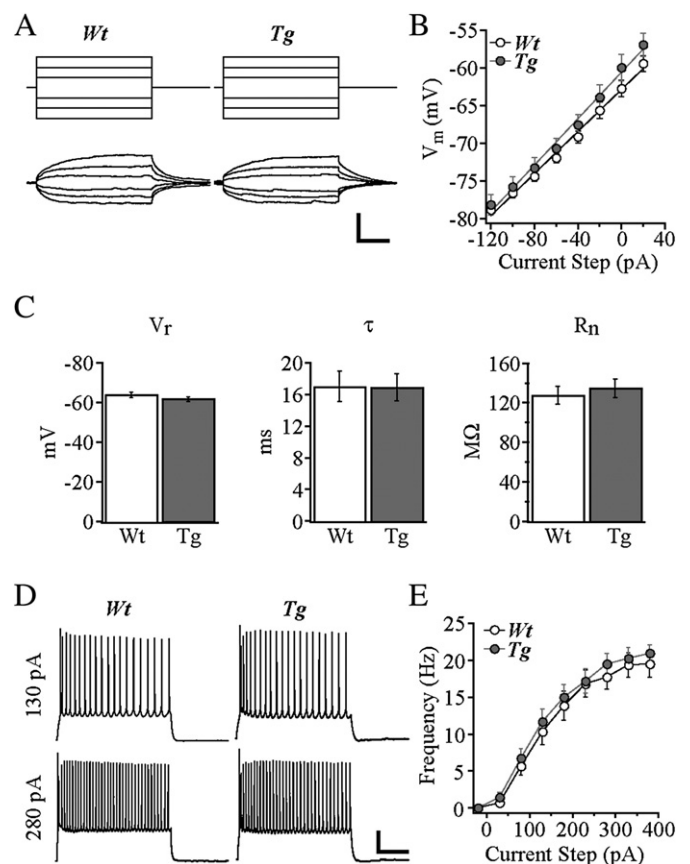 A
Wt
Tg
B
Wt
Tg
-55
-60
-65
-70
-75
-80
Vm (mV)
-120
-80
-40
0
40
Current Step (pA)
C
Vr
-80
-60
-40
-20
0
mV
Wt
Tg
τ
20
16
12
8
4
0
ms
Wt
Tg
Rn
160
120
80
40
0
MΩ
Wt
Tg
D
Wt
Tg
130 pA
280 pA
E
Wt
Tg
25
20
15
10
5
0
Frequency (Hz)
0
100
200
300
400
Current Step (pA)